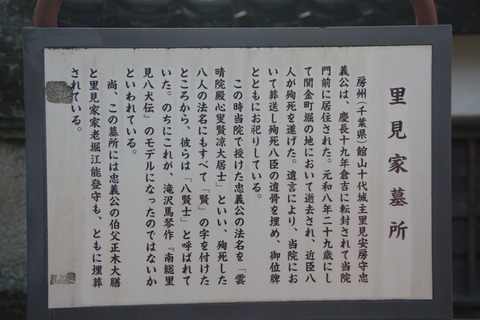 里見家墓所
房州(千葉県)館山十代城主里見安房守忠
義公は、慶長十九年倉吉に転封されて当院
門前に居住された。元和八年二十九歳にし
て関金町堀の地において逝去され、近臣八
人が殉死を遂げた。遺言により、当院にお
いて葬送し殉死八臣の遺骨を埋め、御位牌
とともにお祀りしている。
この時当院で授けた忠義公の法名を「雲
晴院殿心叟賢涼大居士」といい、殉死した
八人の法名にもすべて「賢」の字を付けた
ところから、彼らは「八賢士」と呼ばれて
いた。のちにこれが、滝沢馬琴作『南総里
見八犬伝』のモデルになったのではないか
といわれている。
尚、この墓所には忠義公の伯父正木大膳
と里見家家老堀江能登守も、ともに埋葬
されている。